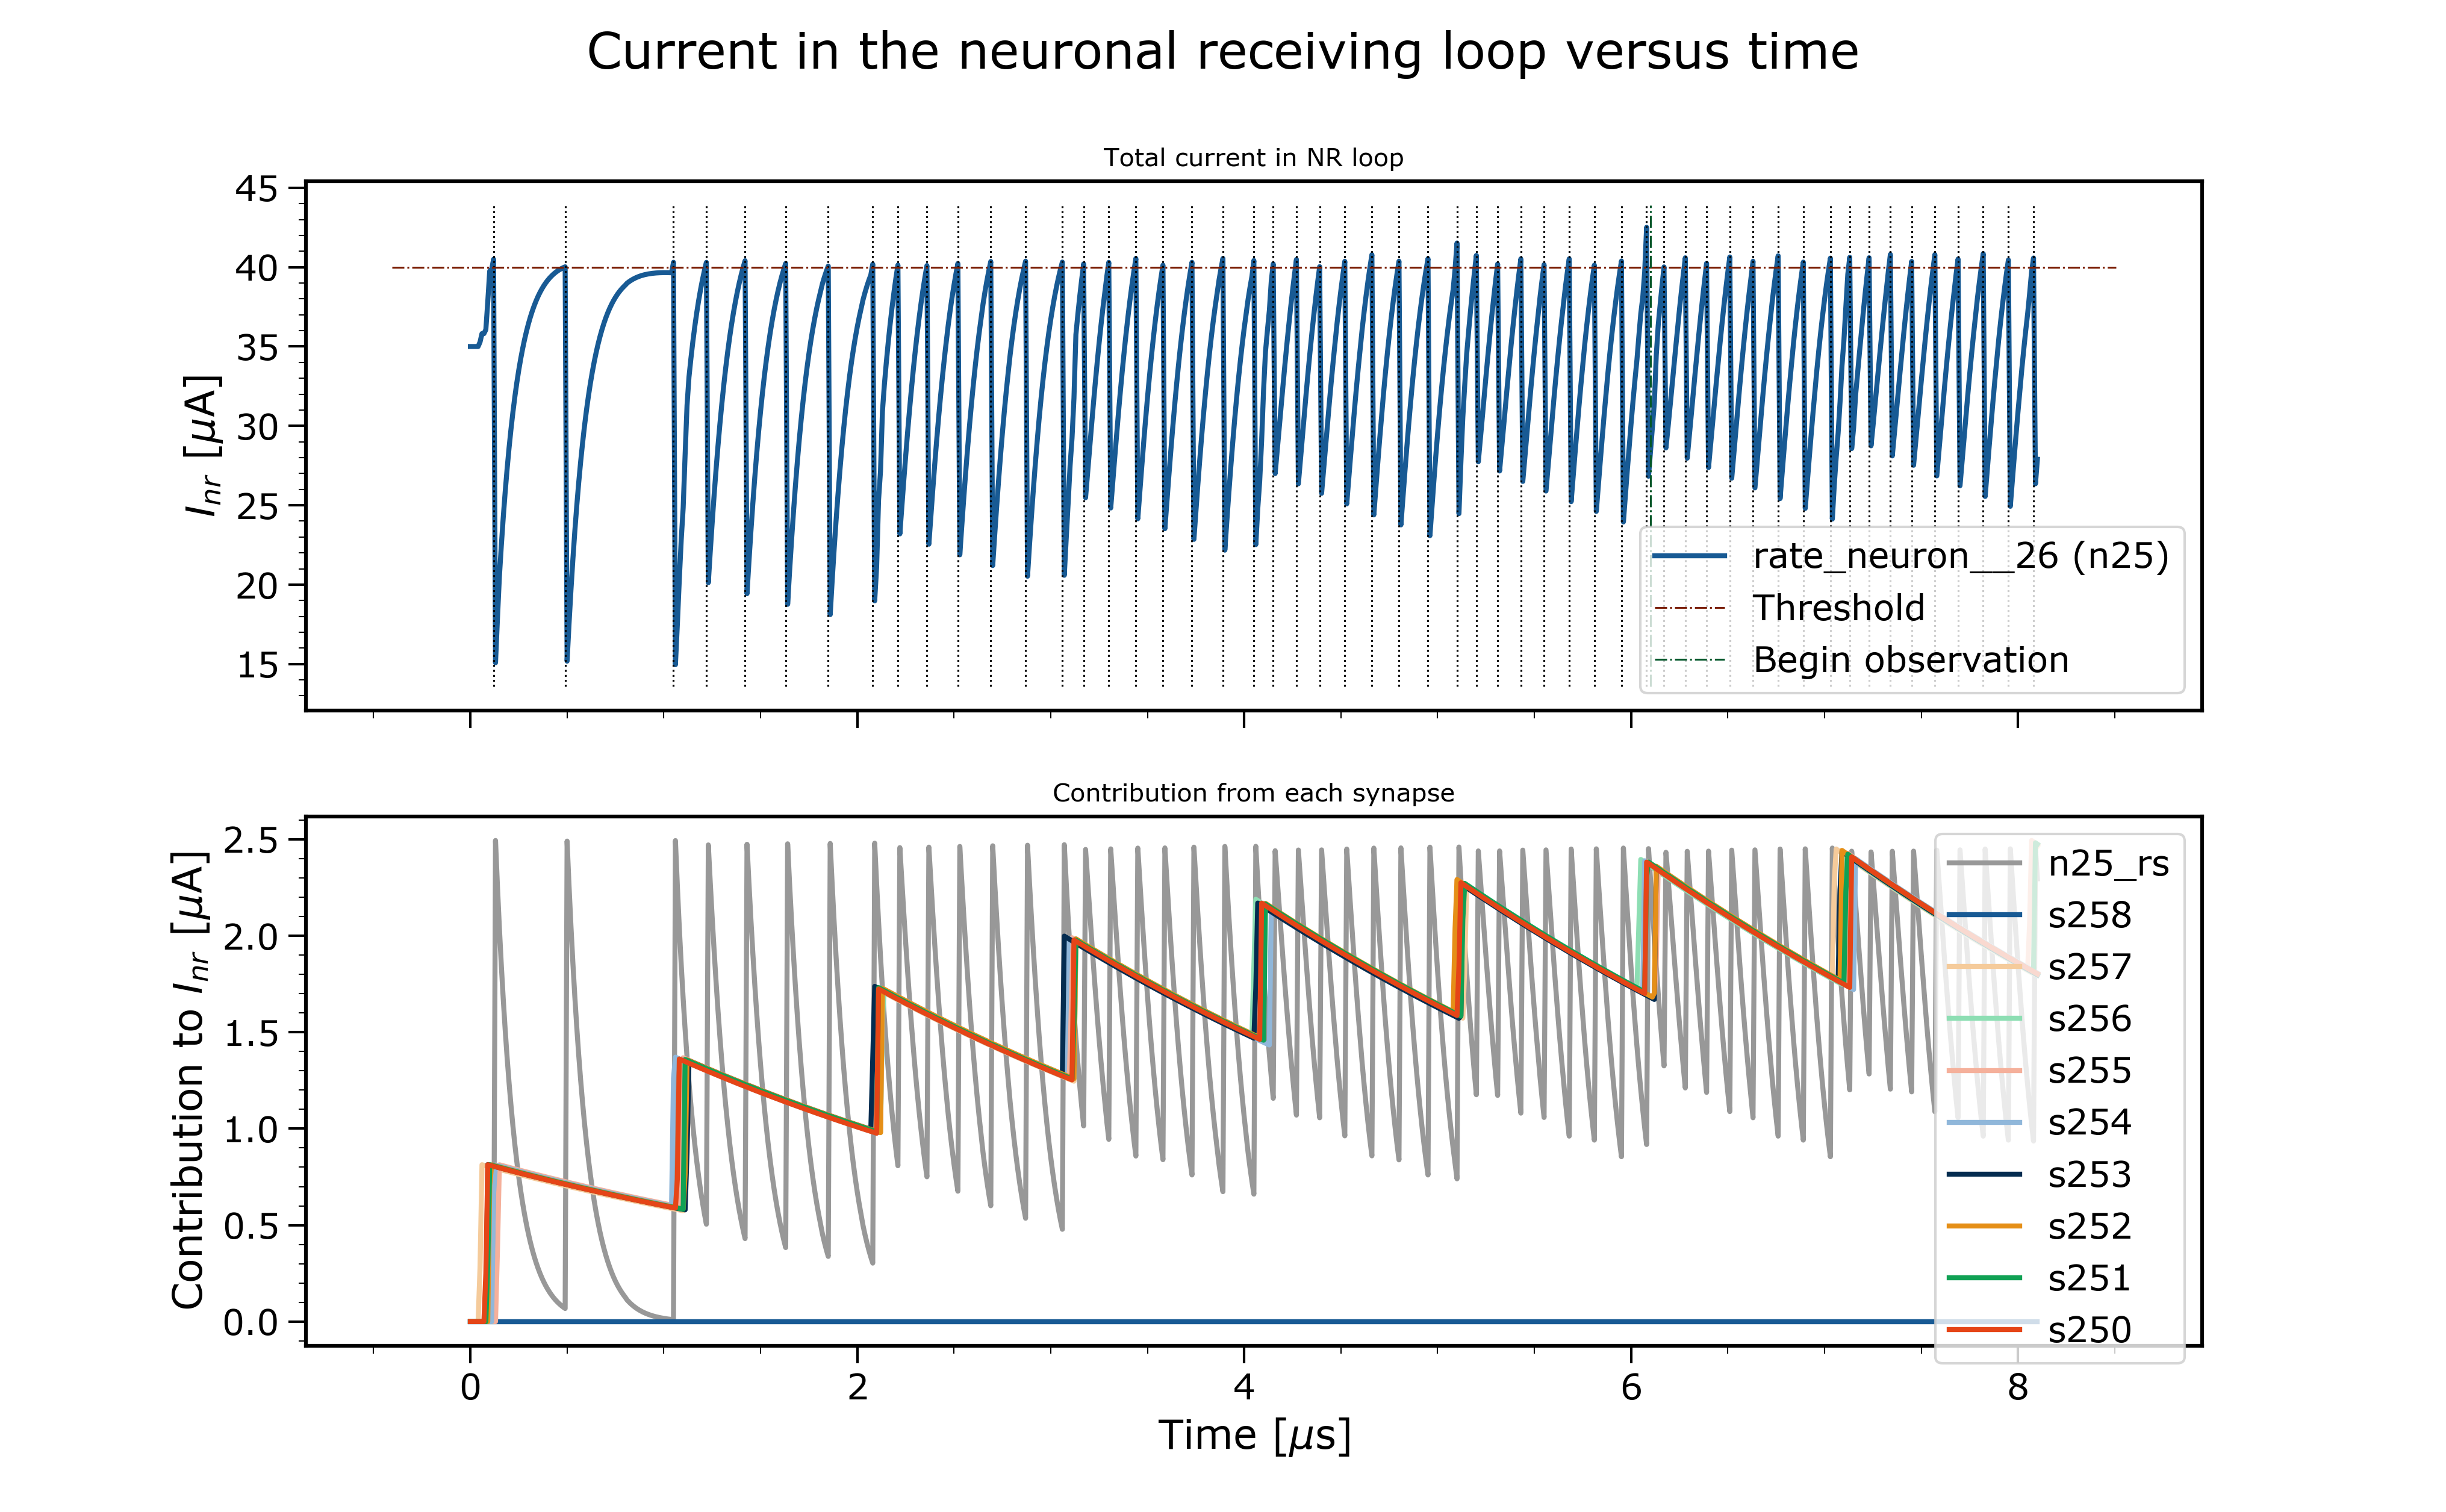 Current in the neuronal receiving loop versus time
Total current in NR loop
45
40
35
30
25
20
15
I_nr [μA]
rate_neuron__26 (n25)
Threshold
Begin observation
Contribution from each synapse
2.5
2.0
1.5
1.0
0.5
0.0
Contribution to I_nr [μA]
n25_rs
s258
s257
s256
s255
s254
s253
s252
s251
s250
0 2 4 6 8
Time [μs]